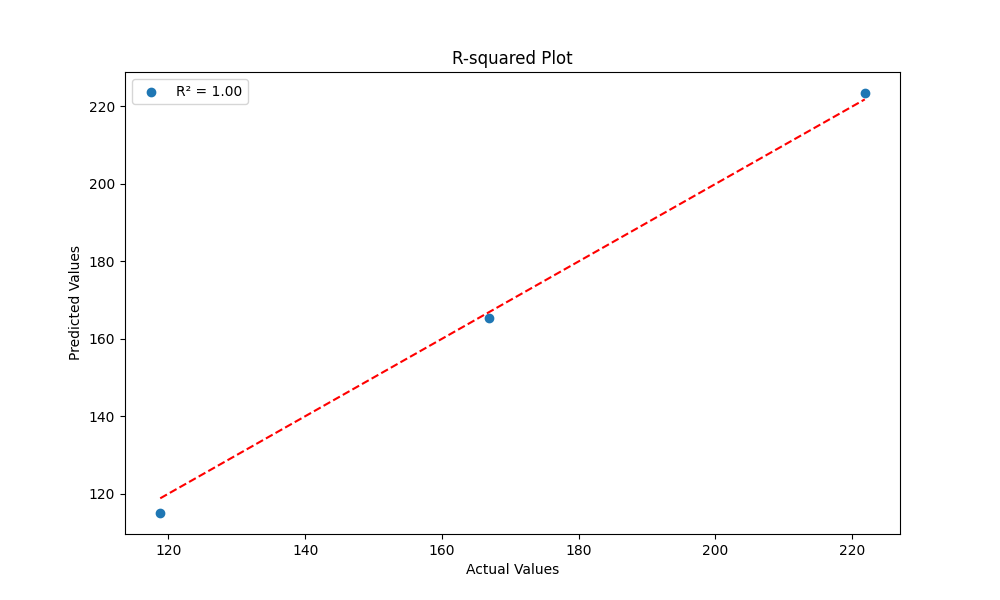 R-squared Plot
R² = 1.00
220
200
180
160
140
120
Predicted Values
120 140 160 180 200 220
Actual Values